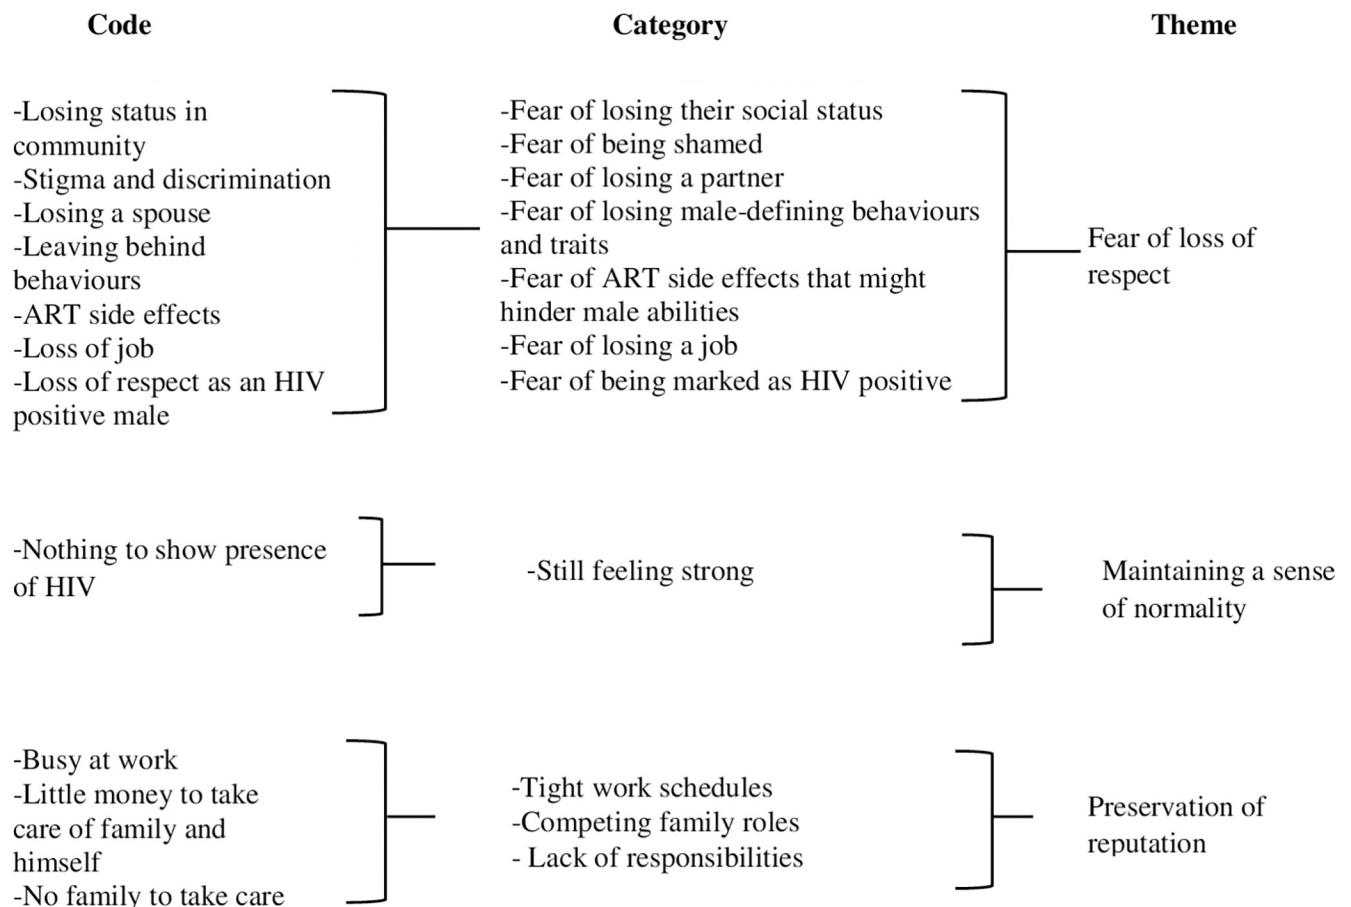 Code
Category
Theme
-Losing status in
community
-Stigma and discrimination
-Losing a spouse
-Leaving behind
behaviours
-ART side effects
-Loss of job
-Loss of respect as an HIV
positive male
-Fear of losing their social status
-Fear of being shamed
-Fear of losing a partner
-Fear of losing male-defining behaviours
and traits
-Fear of ART side effects that might
hinder male abilities
-Fear of losing a job
-Fear of being marked as HIV positive
Fear of loss of
respect
-Nothing to show presence
of HIV
-Still feeling strong
Maintaining a sense
of normality
-Busy at work
-Little money to take
care of family and
himself
-No family to take care
-Tight work schedules
-Competing family roles
- Lack of responsibilities
Preservation of
reputation